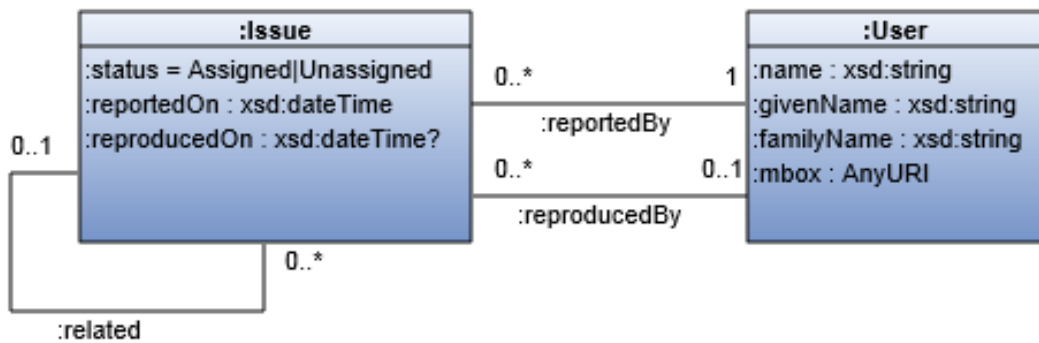 :Issue
:status = Assigned|Unassigned
:reportedOn : xsd:dateTime
:reproducedOn : xsd:dateTime?
0..1
0..*
:related
0..*
1
:reportedBy
0..*
0..1
:reproducedBy
:User
:name : xsd:string
:givenName : xsd:string
:familyName : xsd:string
:mbox : AnyURI